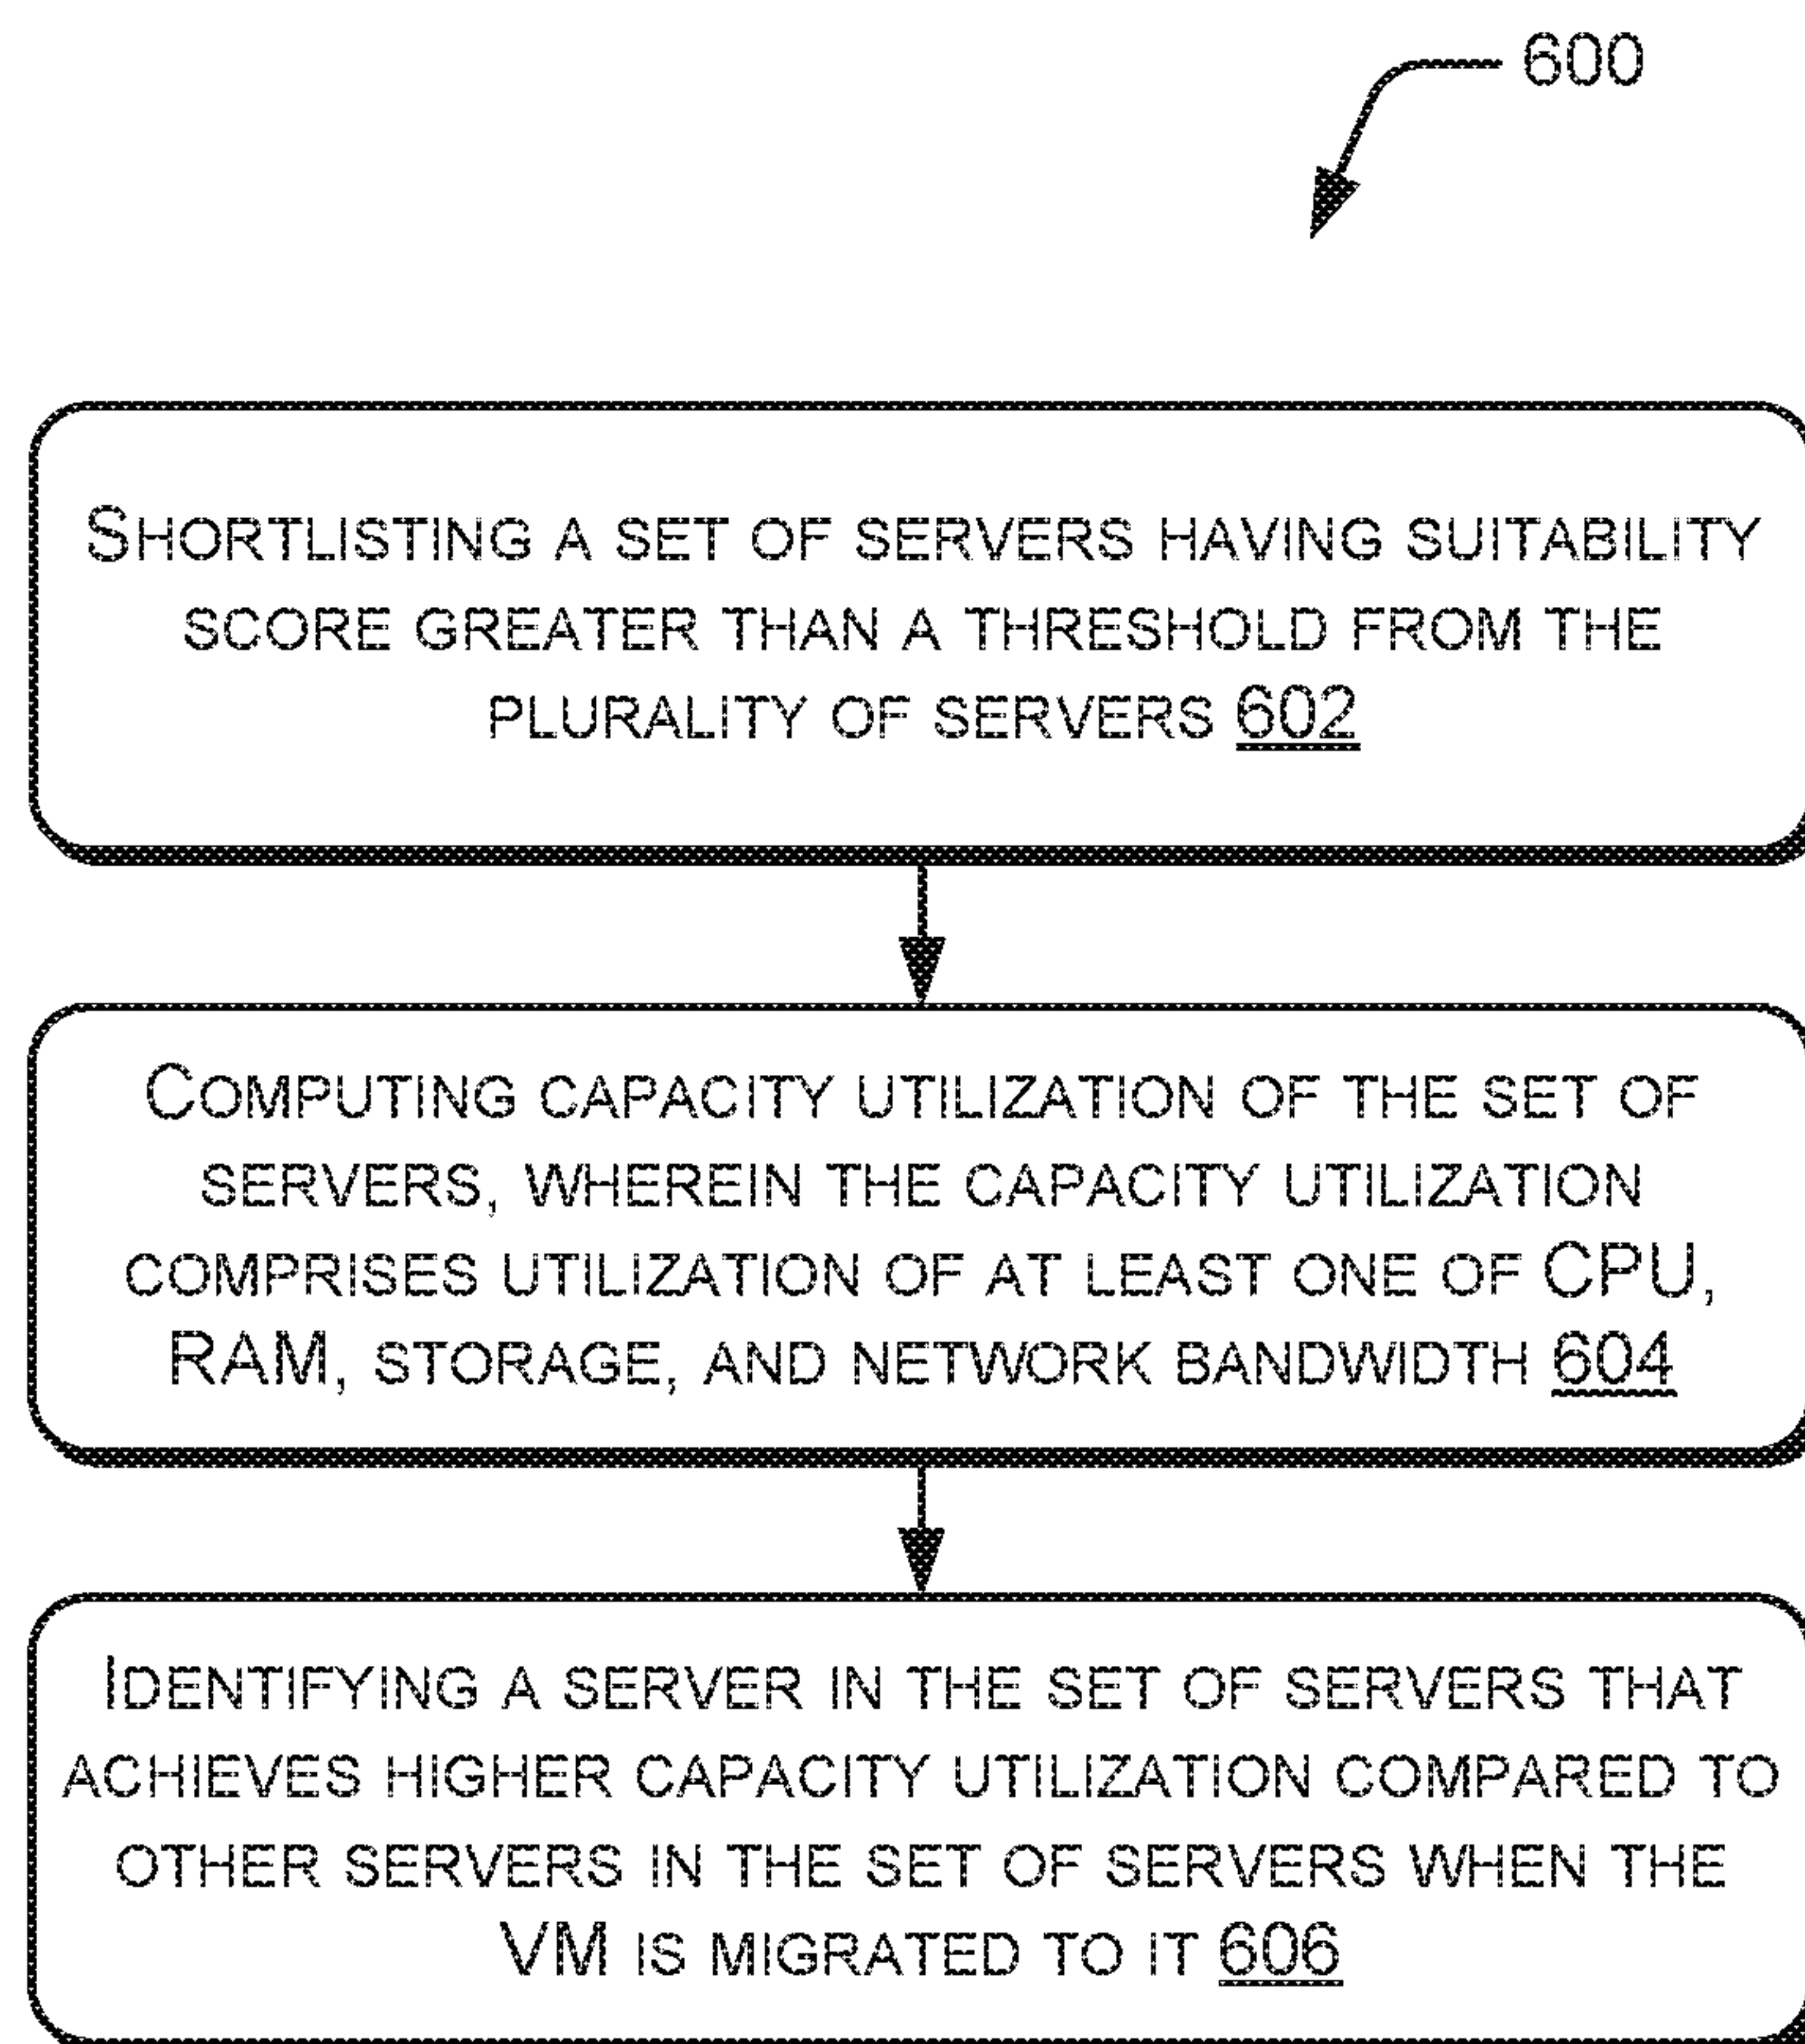 600
SHORTLISTING A SET OF SERVERS HAVING SUITABILITY
SCORE GREATER THAN A THRESHOLD FROM THE
PLURALITY OF SERVERS 602
COMPUTING CAPACITY UTILIZATION OF THE SET OF
SERVERS, WHEREIN THE CAPACITY UTILIZATION
COMPRISES UTILIZATION OF AT LEAST ONE OF CPU,
RAM, STORAGE, AND NETWORK BANDWIDTH 604
IDENTIFYING A SERVER IN THE SET OF SERVERS THAT
ACHIEVES HIGHER CAPACITY UTILIZATION COMPARED TO
OTHER SERVERS IN THE SET OF SERVERS WHEN THE
VM IS MIGRATED TO IT 606